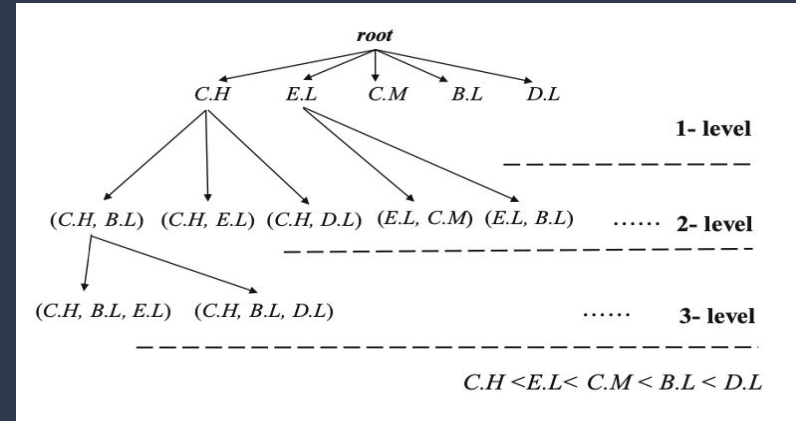 root
C.H E.L C.M B.L D.L
1- level
(C.H, B.L) (C.H, E.L) (C.H, D.L) (E.L, C.M) (E.L, B.L) ...... 2- level
(C.H, B.L, E.L) (C.H, B.L, D.L) ...... 3- level
C.H <E.L< C.M < B.L < D.L